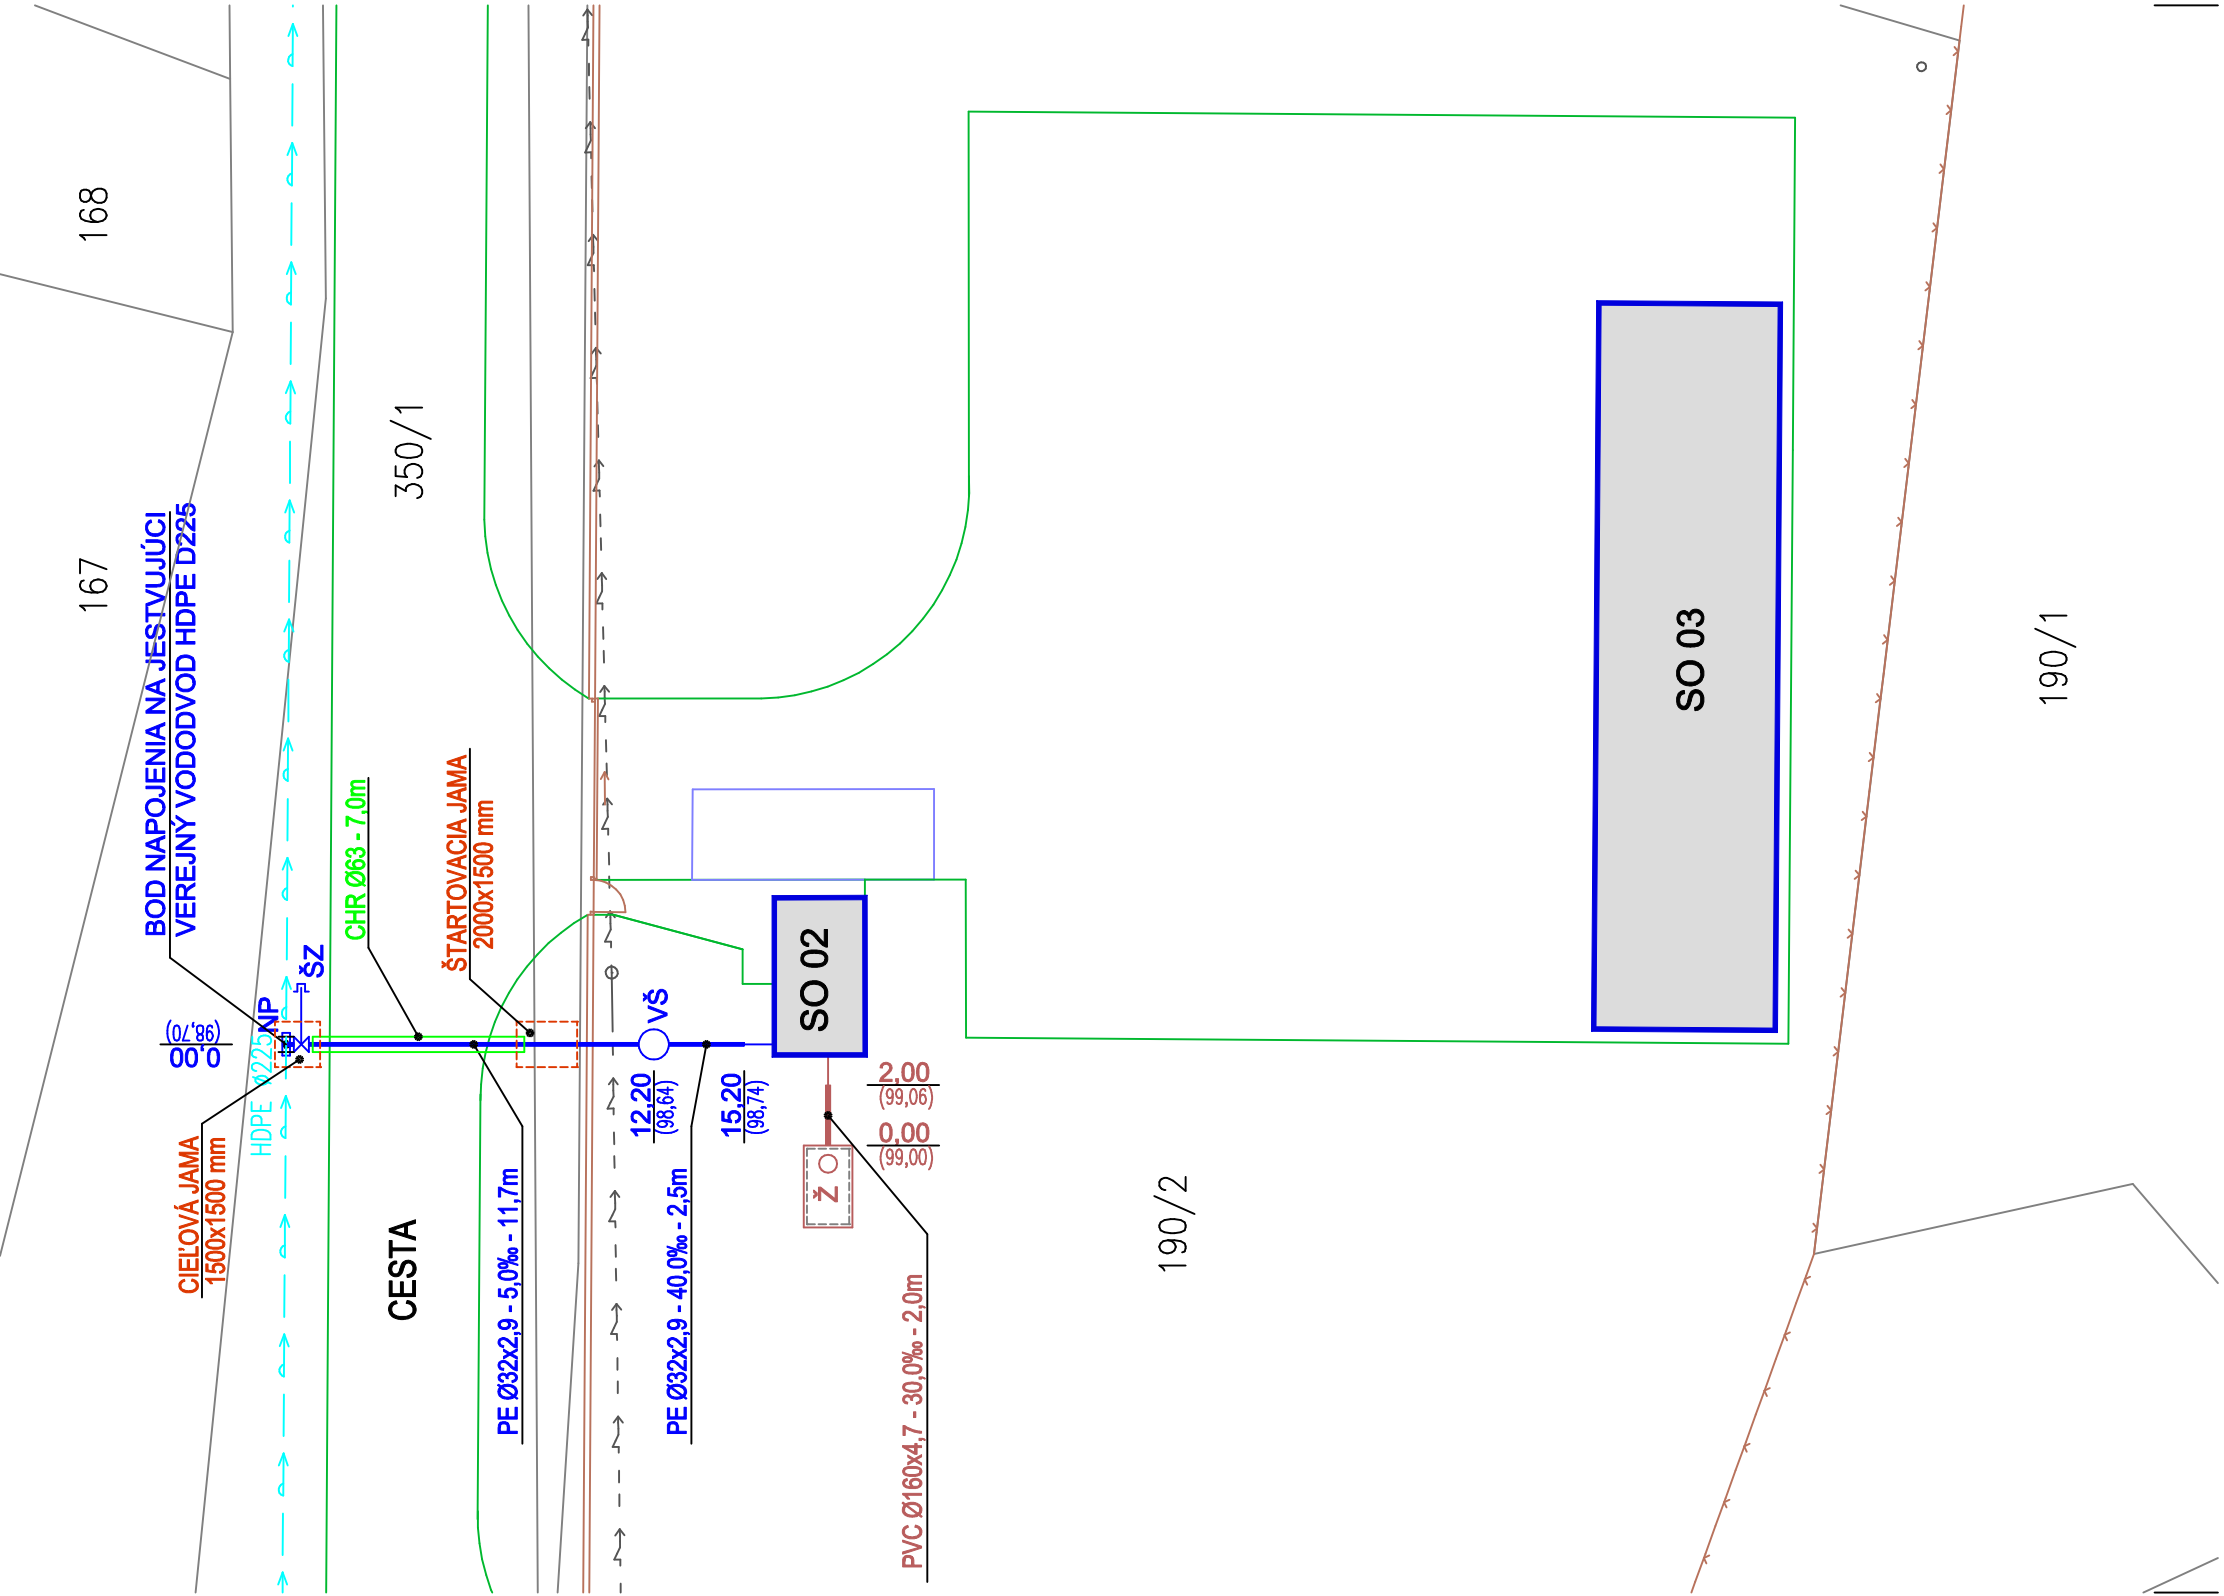 168
167
350/1
BOD NAPOJENIA NA JESTVUJÚCI
VEREJNÝ VODODVOD HDPE D225
CHR Ø63 - 7,0m
ŠTARTOVACIA JAMA
2000x1500 mm
ŠZ
NP
0,00
(98,70)
HDPE ø225
CIEĽOVÁ JAMA
1500x1500 mm
CESTA
PE Ø32x2,9 - 5,0‰ - 11,7m
VŠ
12,20
(98,64)
15,20
(98,74)
PE Ø32x2,9 - 40,0‰ - 2,5m
SO 02
2,00
(99,06)
0,00
(99,00)
Ž
PVC Ø160x4,7 - 30,0‰ - 2,0m
190/2
SO 03
190/1